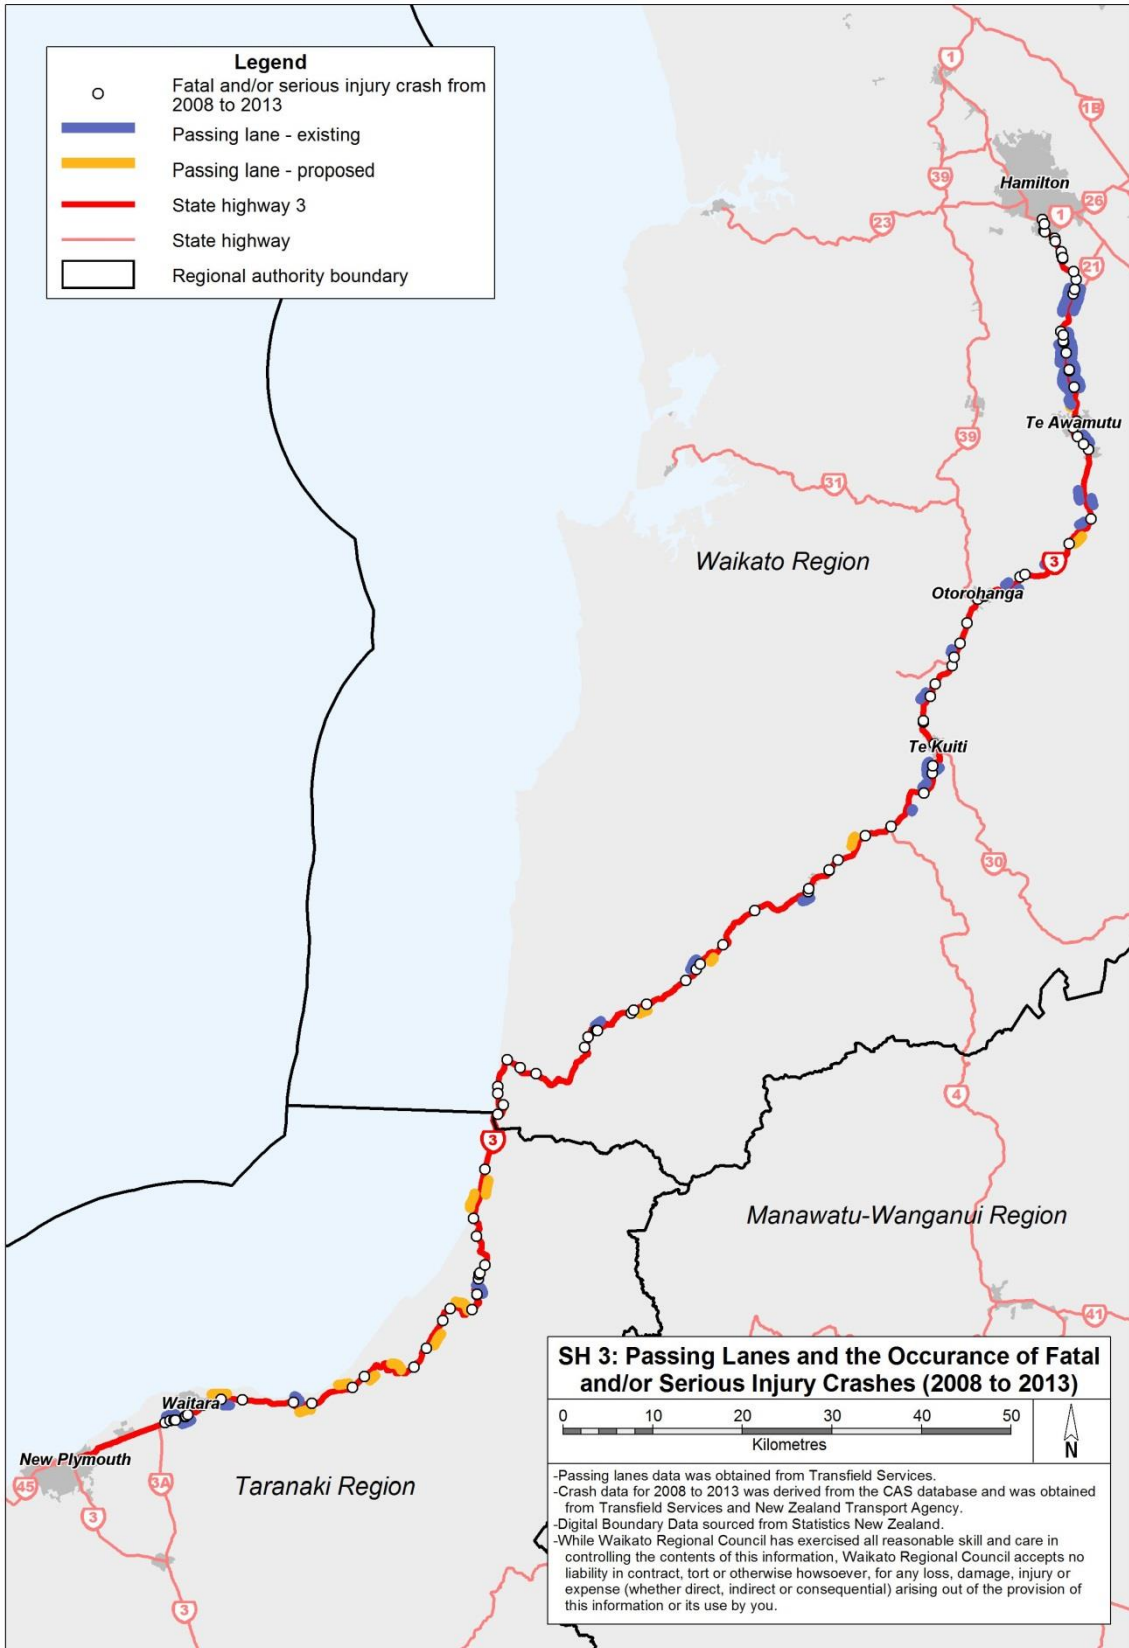 Legend
Fatal and/or serious injury crash from
2008 to 2013
Passing lane - existing
Passing lane - proposed
State highway 3
State highway
Regional authority boundary
1
1B
Hamilton
39
26
1
23
21
Te Awamutu
39
31
Waikato Region
3
Otorohanga
Te Kuiti
30
4
3
Manawatu-Wanganui Region
41
Waitara
New Plymouth
45
3A
3
Taranaki Region
3
SH 3: Passing Lanes and the Occurance of Fatal
and/or Serious Injury Crashes (2008 to 2013)
0 10 20 30 40 50
Kilometres
N
-Passing lanes data was obtained from Transfield Services.
-Crash data for 2008 to 2013 was derived from the CAS database and was obtained
from Transfield Services and New Zealand Transport Agency.
-Digital Boundary Data sourced from Statistics New Zealand.
-While Waikato Regional Council has exercised all reasonable skill and care in
controlling the contents of this information, Waikato Regional Council accepts no
liability in contract, tort or otherwise howsoever, for any loss, damage, injury or
expense (whether direct, indirect or consequential) arising out of the provision of
this information or its use by you.